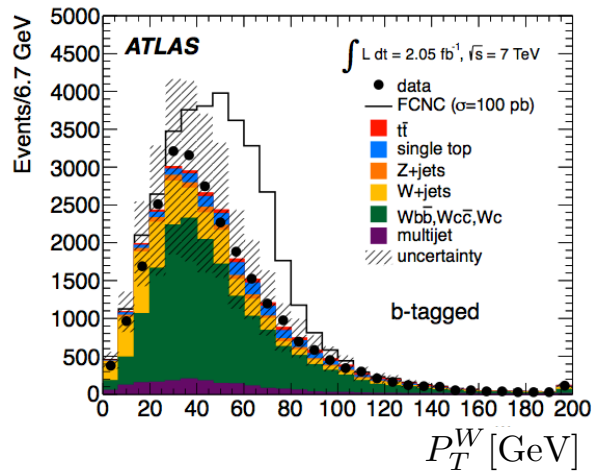 Events/6.7 GeV
5000
4500
4000
3500
3000
2500
2000
1500
1000
500
0
ATLAS
∫ L dt = 2.05 fb⁻¹, √s = 7 TeV
data
FCNC (σ=100 pb)
tt̄
single top
Z+jets
W+jets
Wbb̄,Wcc̄,Wc
multijet
uncertainty
b-tagged
0 20 40 60 80 100 120 140 160 180 200
P_T^W [GeV]